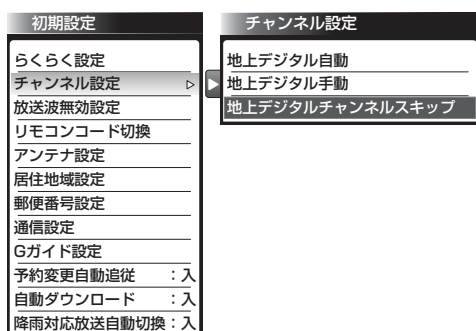 初期設定
らくらく設定
チャンネル設定
放送波無効設定
リモコンコード切換
アンテナ設定
居住地域設定
郵便番号設定
通信設定
Gガイド設定
予約変更自動追従 ：入
自動ダウンロード ：入
降雨対応放送自動切換：入
チャンネル設定
地上デジタル自動
地上デジタル手動
地上デジタルチャンネルスキップ